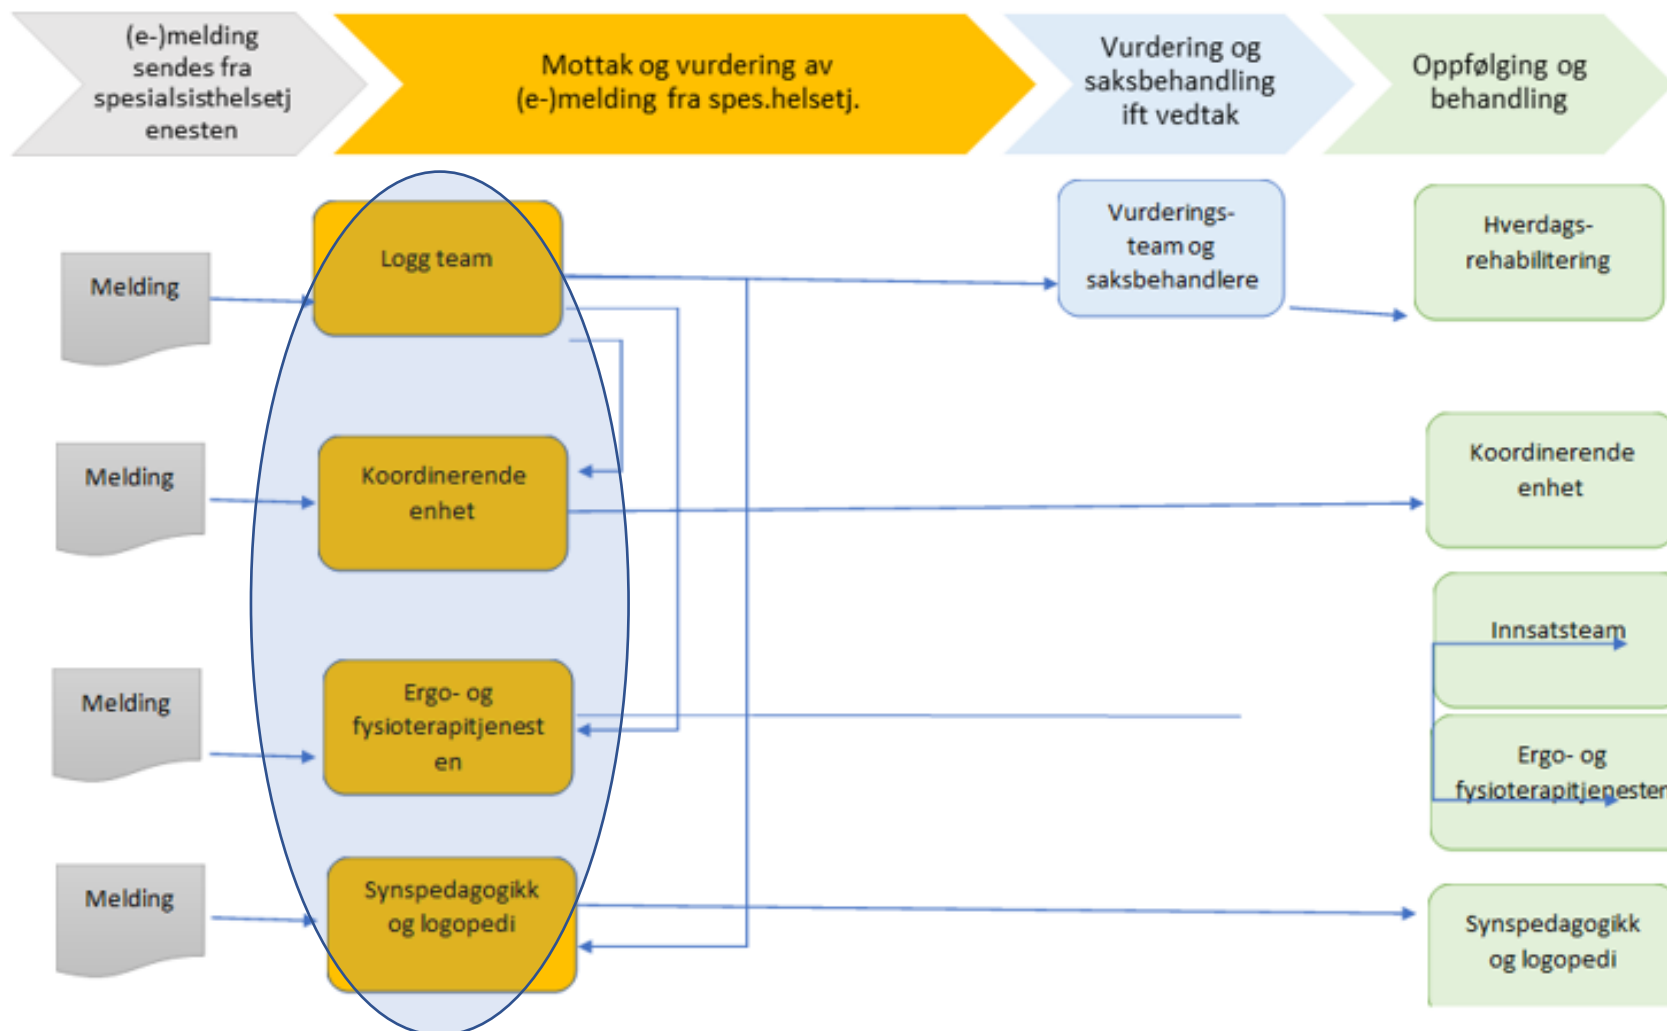 (e-)melding
sendes fra
spesialsisthelsetj
enesten
Mottak og vurdering av
(e-)melding fra spes.helsetj.
Vurdering og
saksbehandling
ift vedtak
Oppfølging og
behandling
Melding
Logg team
Vurderings-
team og
saksbehandlere
Hverdags-
rehabilitering
Melding
Koordinerende
enhet
Koordinerende
enhet
Innsatsteam
Melding
Ergo- og
fysioterapitjenest
en
Ergo- og
fysioterapitjenesten
Melding
Synspedagogikk
og logopedi
Synspedagogikk
og logopedi